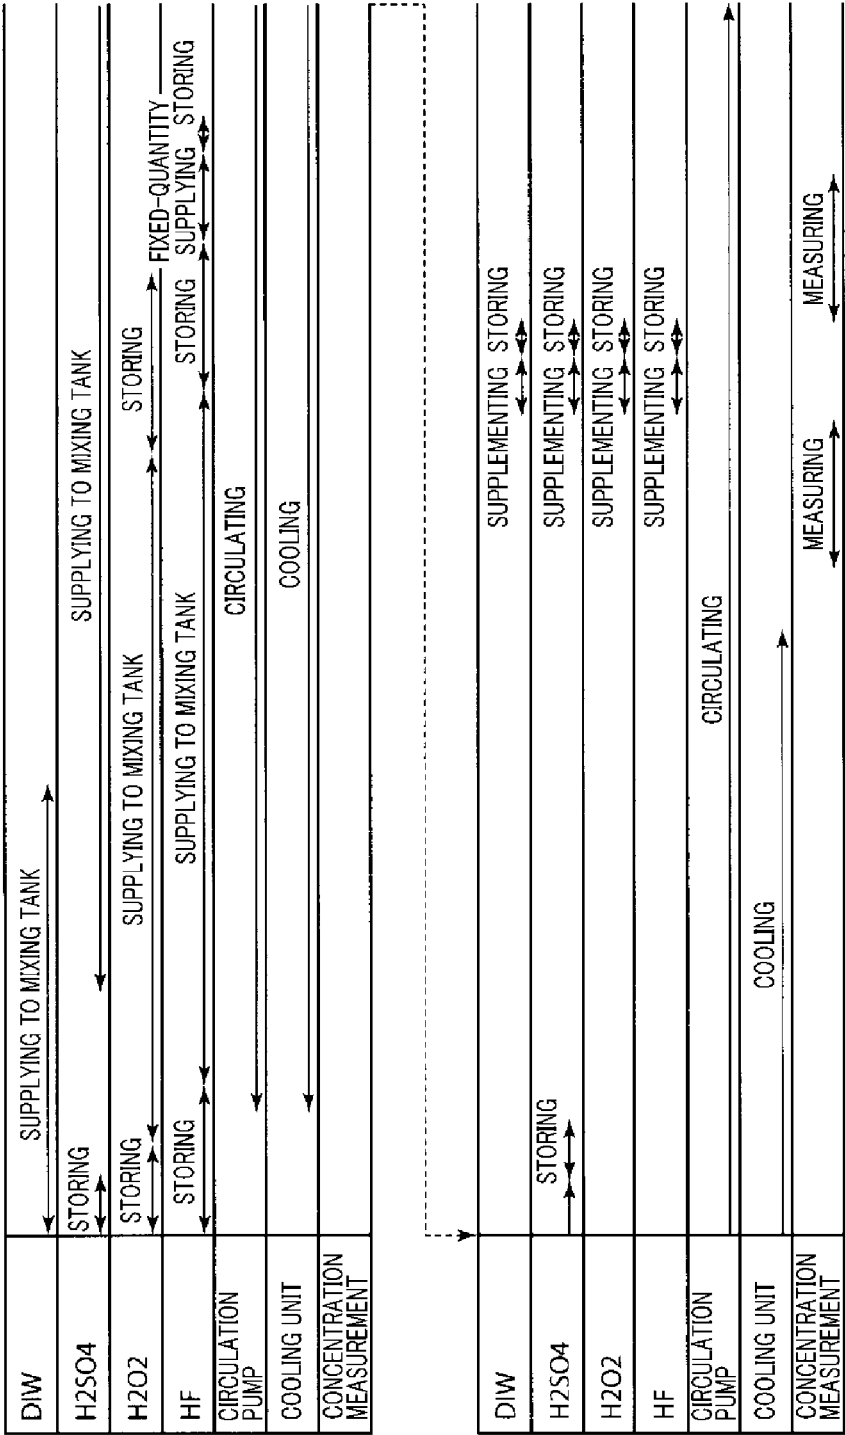 DIW
SUPPLYING TO MIXING TANK
H2SO4
STORING
SUPPLYING TO MIXING TANK
H2O2
STORING
SUPPLYING TO MIXING TANK
STORING
HF
STORING
SUPPLYING TO MIXING TANK
STORING
FIXED-QUANTITY
SUPPLYING
STORING
CIRCULATION
PUMP
CIRCULATING
COOLING UNIT
COOLING
CONCENTRATION
MEASUREMENT
DIW
SUPPLEMENTING
STORING
H2SO4
STORING
SUPPLEMENTING
STORING
H2O2
SUPPLEMENTING
STORING
HF
SUPPLEMENTING
STORING
CIRCULATION
PUMP
CIRCULATING
COOLING UNIT
COOLING
CONCENTRATION
MEASUREMENT
MEASURING
MEASURING